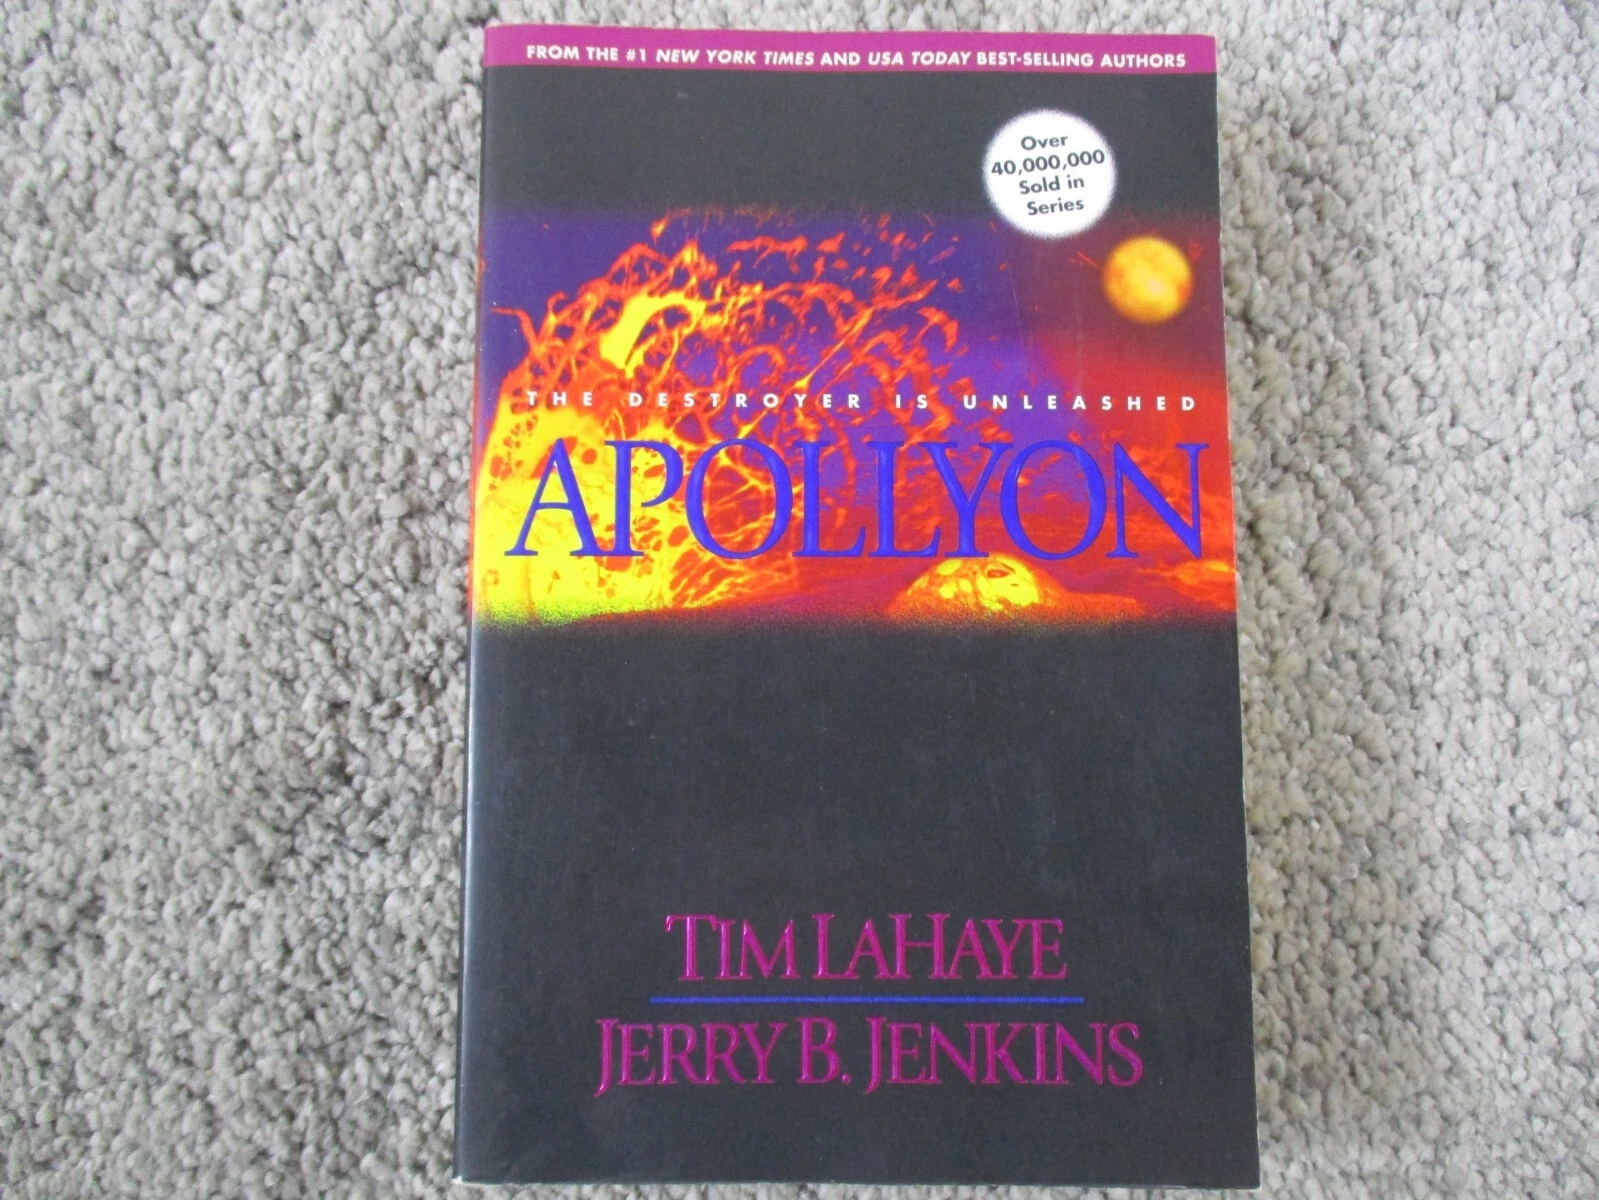 FROM THE #1 NEW YORK TIMES AND USA TODAY BEST-SELLING AUTHORS
Over
40,000,000
Sold in
Series
THE DESTROYER IS UNLEASHED
APOLLYON
TIM LAHAYE
JERRY B. JENKINS